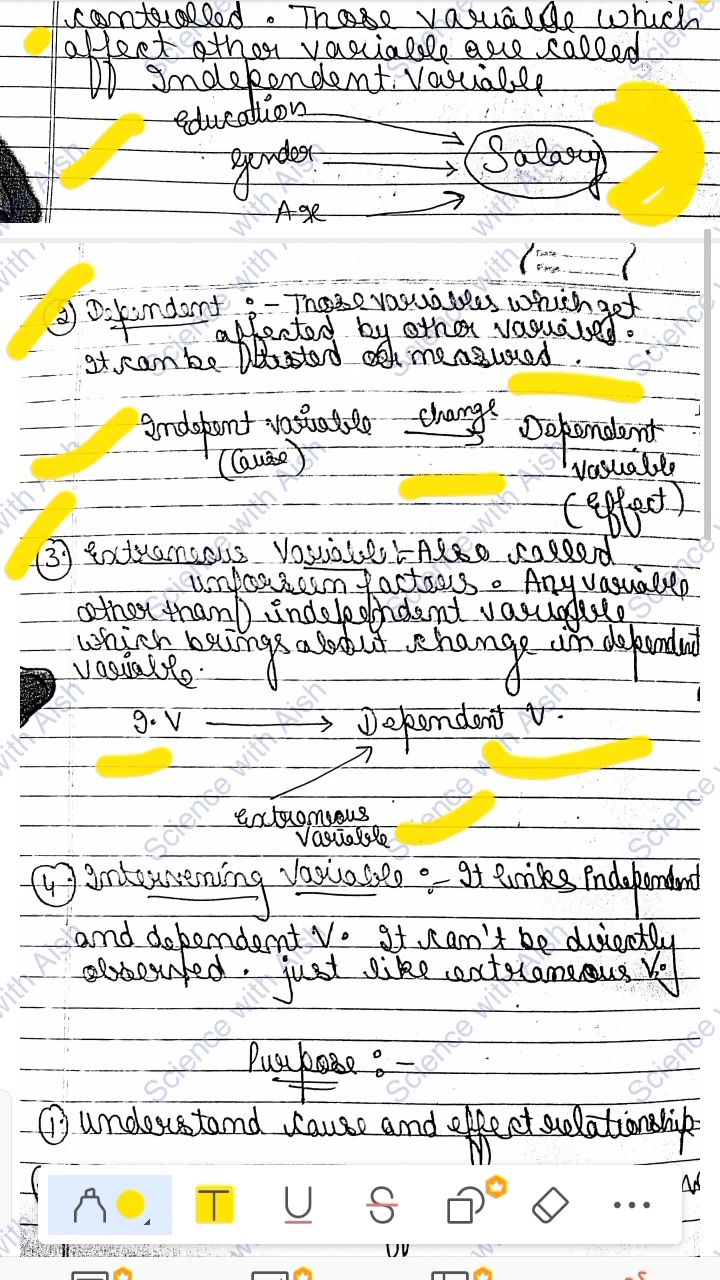 controlled. Those variable which
affect other variable are called
Independent Variable
Education
Gender
Salary
Age
Date
Page
2) Dependent :- Those variables which get
affected by other variable.
It can be tested or measured.
Indepent variable change Dependent
(Cause) variable
(Effect)
3. Extraneous Variable:- Also called
unforseen factors. Any variable
other than independent variable
which brings about change in dependent
variable.
I.V Dependent V.
Extraneous
Variable
4. Intervening Variable :- It links Independent
and dependent V. It can't be directly
observed. just like extraneous V.
Purpose :-
1. understand cause and effect relationship
T U S
Science with Aish